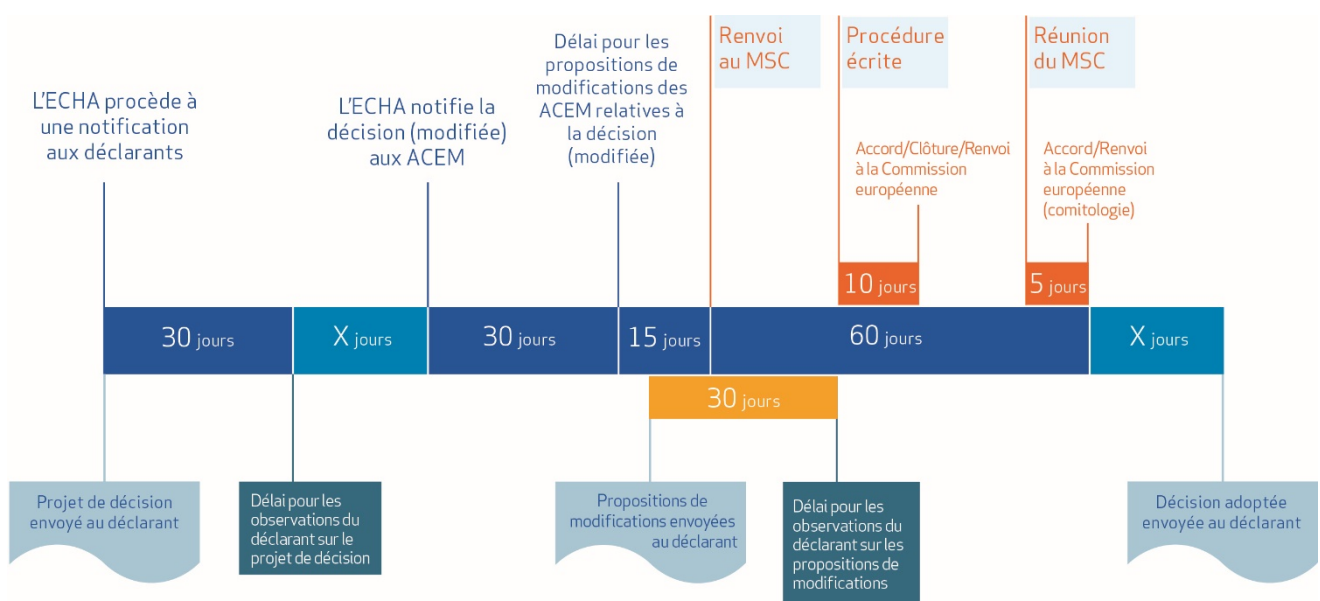 L'ECHA procède à
une notification
aux déclarants
L'ECHA notifie la
décision (modifiée)
aux ACEM
Délai pour les
propositions de
modifications des
ACEM relatives à
la décision
(modifiée)
Renvoi
au MSC
Procédure
écrite
Réunion
du MSC
Accord/Clôture/Renvoi
à la Commission
européenne
Accord/Renvoi
à la Commission
européenne
(comitologie)
10 jours
5 jours
30 jours
X jours
30 jours
15 jours
60 jours
X jours
30 jours
Projet de décision
envoyé au déclarant
Délai pour les
observations du
déclarant sur le
projet de décision
Propositions de
modifications envoyées
au déclarant
Délai pour les
observations du
déclarant sur les
propositions de
modifications
Décision adoptée
envoyée au déclarant